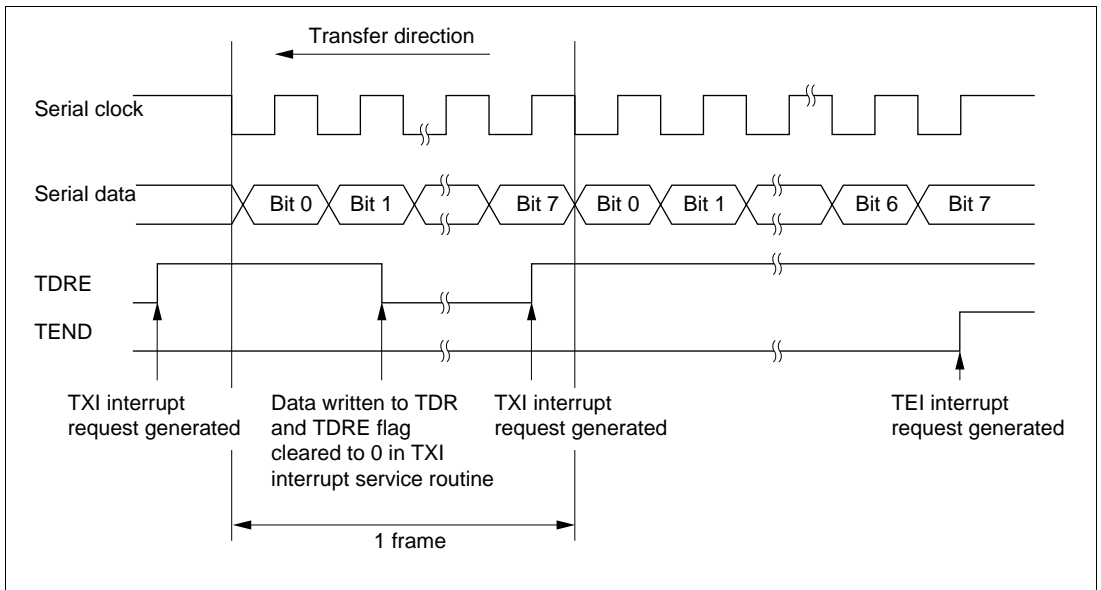 Transfer direction
Serial clock
Serial data
Bit 0 Bit 1 Bit 7 Bit 0 Bit 1 Bit 6 Bit 7
TDRE
TEND
TXI interrupt
request generated
Data written to TDR
and TDRE flag
cleared to 0 in TXI
interrupt service routine
TXI interrupt
request generated
TEI interrupt
request generated
1 frame